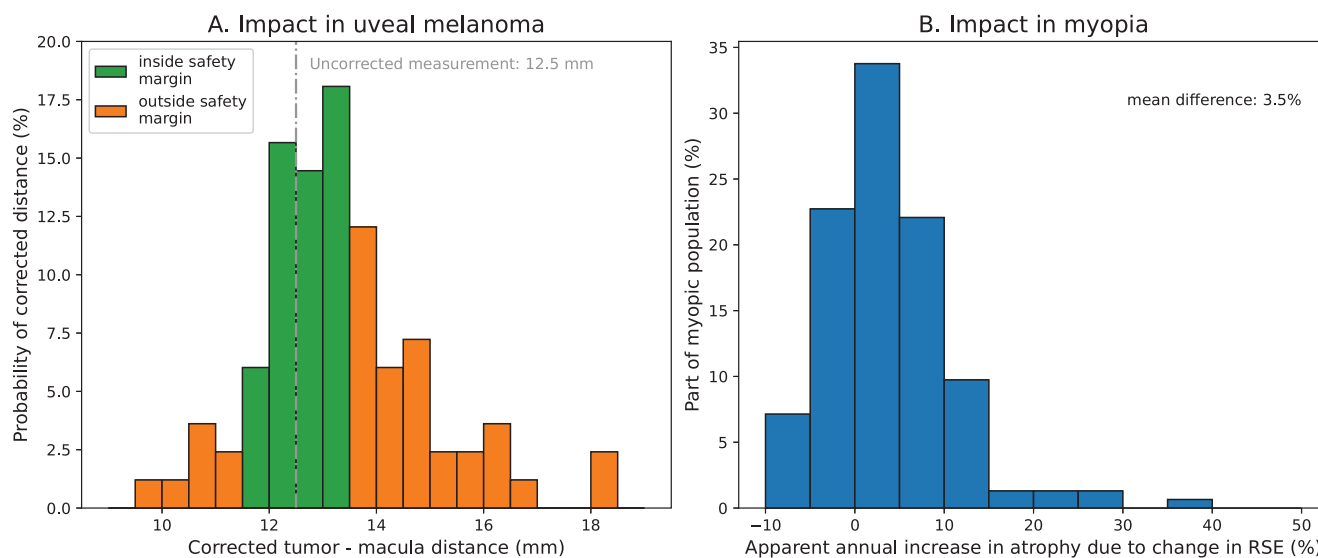 A. Impact in uveal melanoma
20.0
17.5
15.0
12.5
10.0
7.5
5.0
2.5
0.0
Probability of corrected distance (%)
inside safety
margin
outside safety
margin
Uncorrected measurement: 12.5 mm
10
12
14
16
18
Corrected tumor - macula distance (mm)
B. Impact in myopia
35
30
25
20
15
10
5
0
Part of myopic population (%)
mean difference: 3.5%
−10
0
10
20
30
40
50
Apparent annual increase in atrophy due to change in RSE (%)